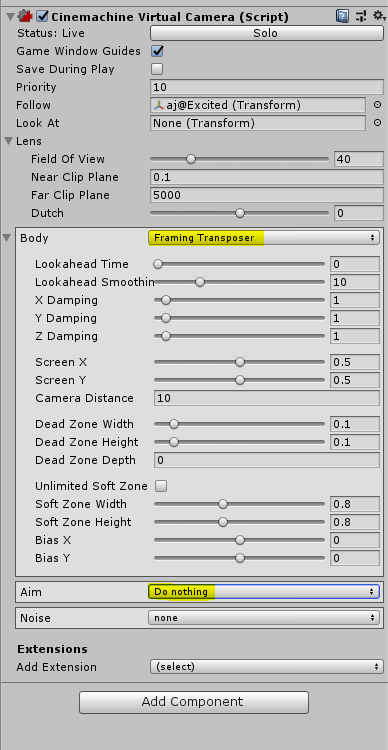 Cinemachine Virtual Camera (Script)
Status: Live Solo
Game Window Guides
Save During Play
Priority 10
Follow aj@Excited (Transform)
Look At None (Transform)
Lens
Field Of View 40
Near Clip Plane 0.1
Far Clip Plane 5000
Dutch 0
Body Framing Transposer
Lookahead Time 0
Lookahead Smoothin 10
X Damping 1
Y Damping 1
Z Damping 1
Screen X 0.5
Screen Y 0.5
Camera Distance 10
Dead Zone Width 0.1
Dead Zone Height 0.1
Dead Zone Depth 0
Unlimited Soft Zone
Soft Zone Width 0.8
Soft Zone Height 0.8
Bias X 0
Bias Y 0
Aim Do nothing
Noise none
Extensions
Add Extension (select)
Add Component